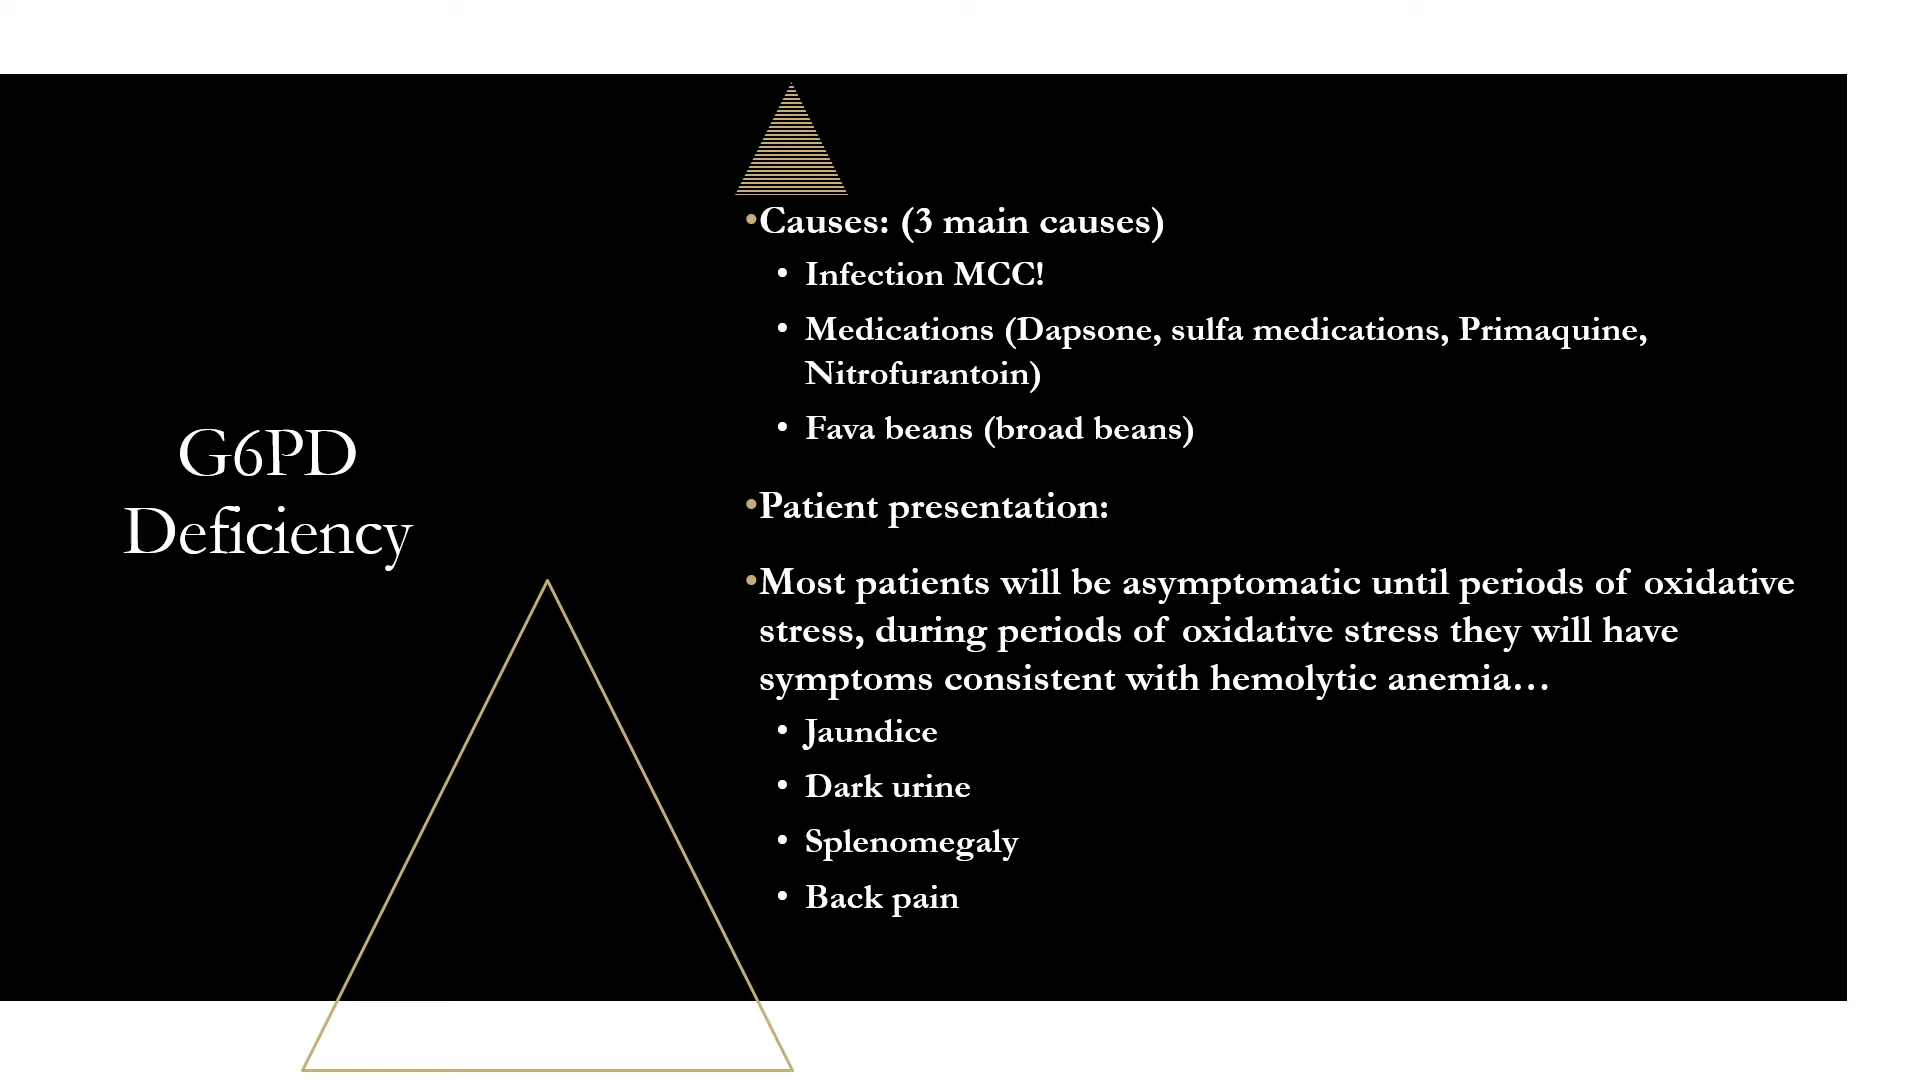 G6PD
Deficiency
•Causes: (3 main causes)
• Infection MCC!
• Medications (Dapsone, sulfa medications, Primaquine,
Nitrofurantoin)
• Fava beans (broad beans)
•Patient presentation:
•Most patients will be asymptomatic until periods of oxidative
stress, during periods of oxidative stress they will have
symptoms consistent with hemolytic anemia…
• Jaundice
• Dark urine
• Splenomegaly
• Back pain